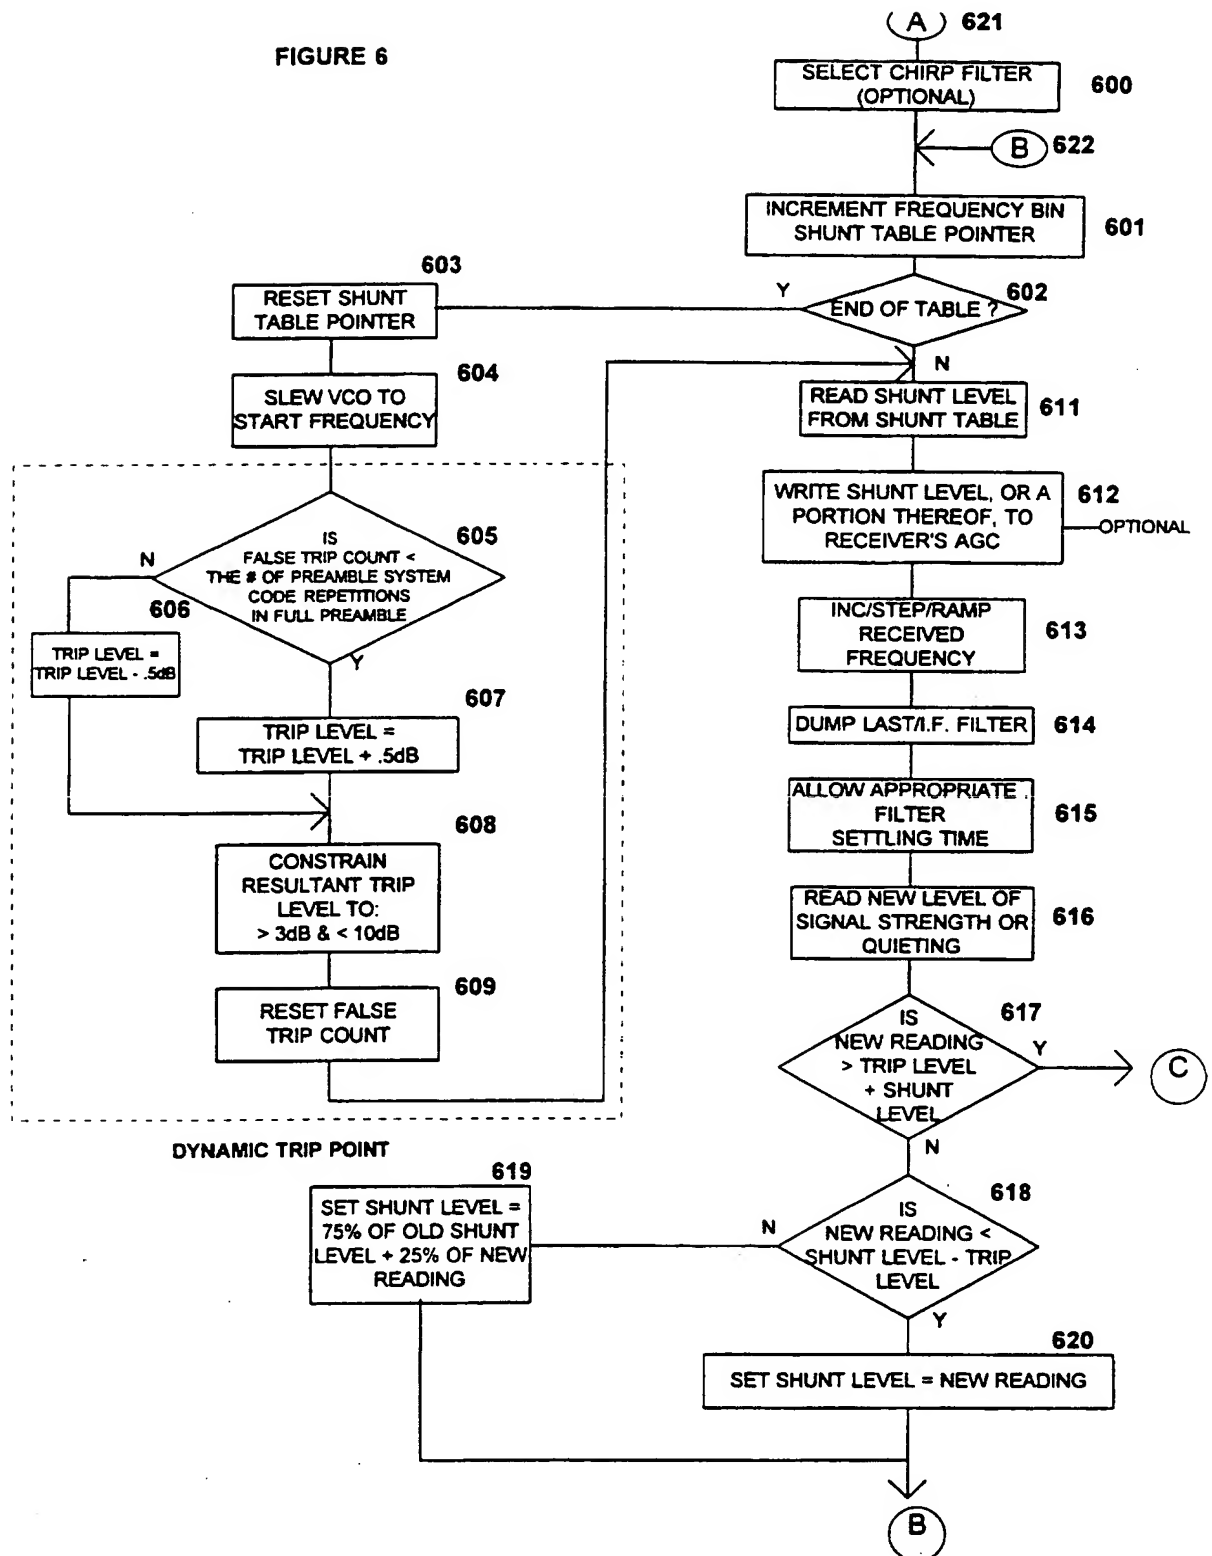 FIGURE 6
A 621
SELECT CHIRP FILTER
(OPTIONAL)
600
B 622
INCREMENT FREQUENCY BIN
SHUNT TABLE POINTER
601
END OF TABLE ?
602
Y
N
603
RESET SHUNT
TABLE POINTER
604
SLEW VCO TO
START FREQUENCY
605
IS
FALSE TRIP COUNT <
THE # OF PREAMBLE SYSTEM
CODE REPETITIONS
IN FULL PREAMBLE
N
Y
606
TRIP LEVEL =
TRIP LEVEL - .5dB
607
TRIP LEVEL =
TRIP LEVEL + .5dB
608
CONSTRAIN
RESULTANT TRIP
LEVEL TO:
> 3dB & < 10dB
609
RESET FALSE
TRIP COUNT
DYNAMIC TRIP POINT
READ SHUNT LEVEL
FROM SHUNT TABLE
611
WRITE SHUNT LEVEL, OR A
PORTION THEREOF, TO
RECEIVER'S AGC
612
OPTIONAL
INC/STEP/RAMP
RECEIVED
FREQUENCY
613
DUMP LAST/I.F. FILTER
614
ALLOW APPROPRIATE
FILTER
SETTLING TIME
615
READ NEW LEVEL OF
SIGNAL STRENGTH OR
QUIETING
616
IS
NEW READING
> TRIP LEVEL
+ SHUNT
LEVEL
617
Y
C
N
IS
NEW READING <
SHUNT LEVEL - TRIP
LEVEL
618
N
Y
619
SET SHUNT LEVEL =
75% OF OLD SHUNT
LEVEL + 25% OF NEW
READING
620
SET SHUNT LEVEL = NEW READING
B